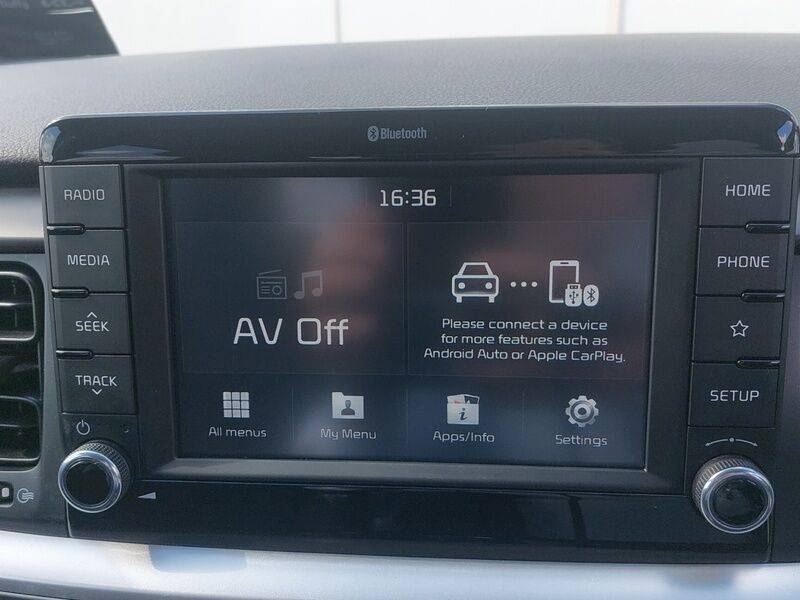 Bluetooth
RADIO
MEDIA
SEEK
TRACK
16:36
AV Off
Please connect a device
for more features such as
Android Auto or Apple CarPlay.
All menus
My Menu
Apps/Info
Settings
HOME
PHONE
SETUP